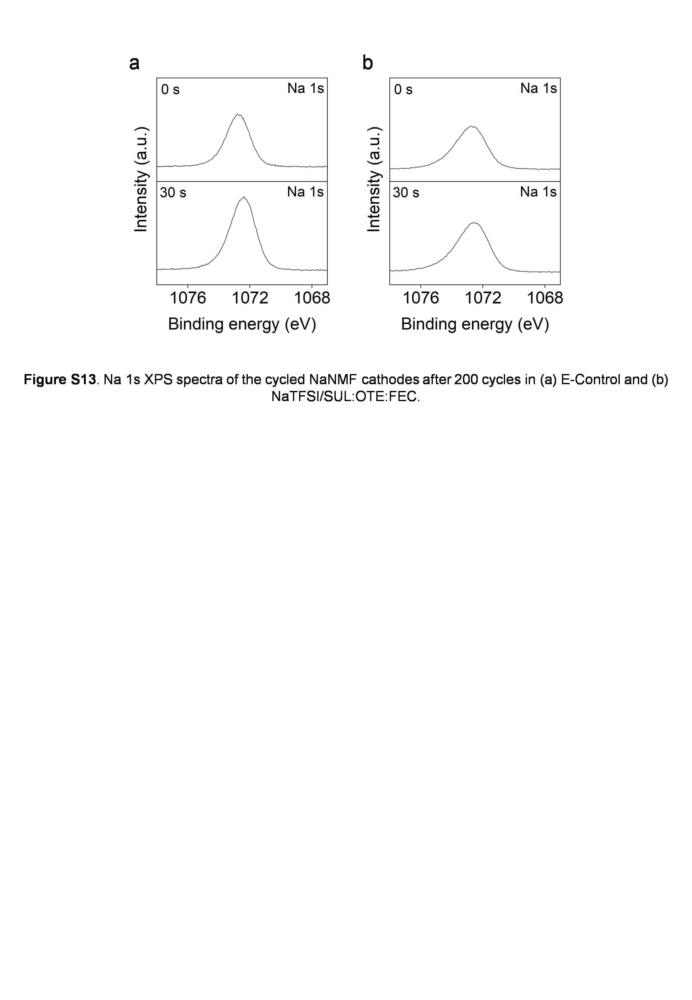 a
b
0 s
Na 1s
0 s
Na 1s
Intensity (a.u.)
Intensity (a.u.)
30 s
Na 1s
30 s
Na 1s
1076
1072
1068
1076
1072
1068
Binding energy (eV)
Binding energy (eV)
Figure S13. Na 1s XPS spectra of the cycled NaNMF cathodes after 200 cycles in (a) E-Control and (b)
NaTFSI/SUL:OTE:FEC.